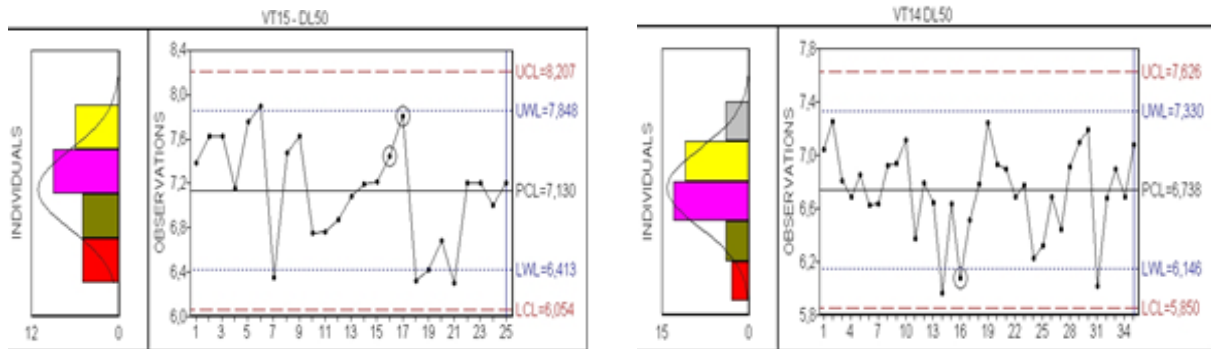 VT15 - DL50
INDIVIDUALS
12 0
OBSERVATIONS
8,4
8,0
7,6
7,2
6,8
6,4
6,0
1 3 5 7 9 11 13 15 17 19 21 23 25
UCL=8,207
UWL=7,848
PCL=7,130
LWL=6,413
LCL=6,054
VT14 DL50
INDIVIDUALS
15 0
OBSERVATIONS
7,8
7,4
7,0
6,6
6,2
5,8
1 4 6 7 10 13 16 19 22 25 28 31 34
UCL=7,626
UWL=7,330
PCL=6,738
LWL=6,146
LCL=5,850